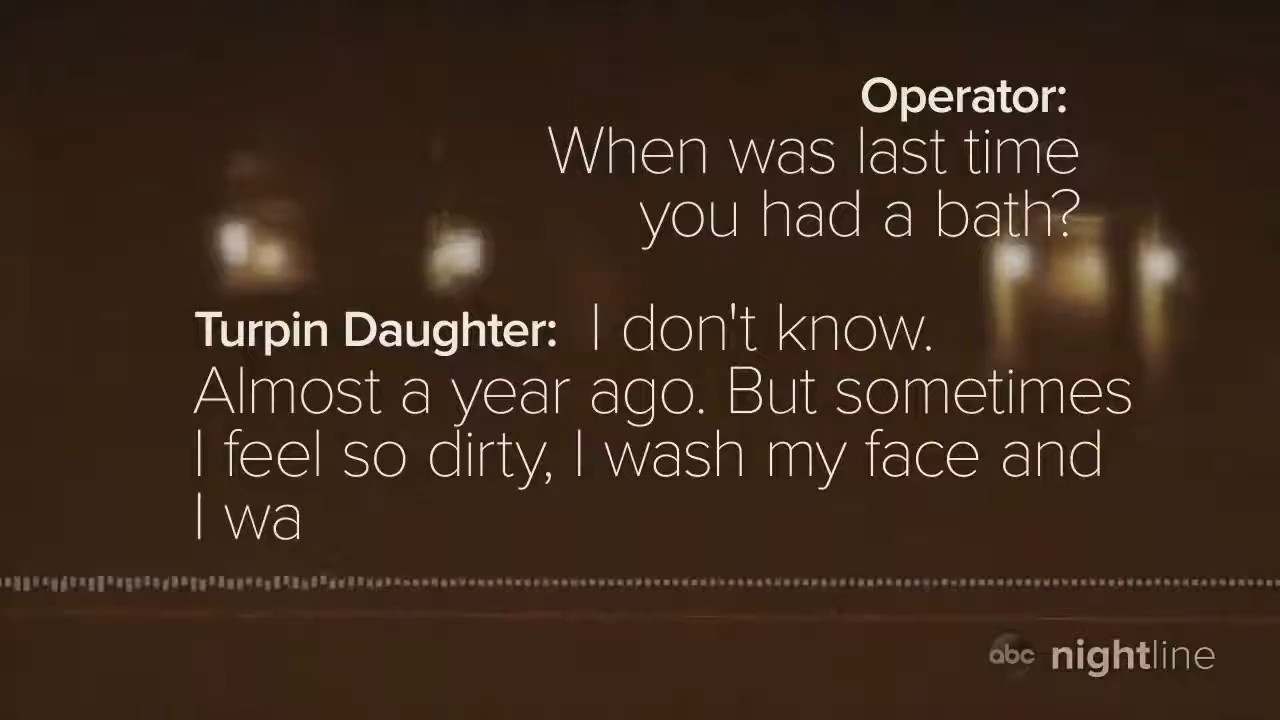 Operator:
When was last time
you had a bath?
Turpin Daughter: I don't know.
Almost a year ago. But sometimes
I feel so dirty, I wash my face and
I wa
abc nightline